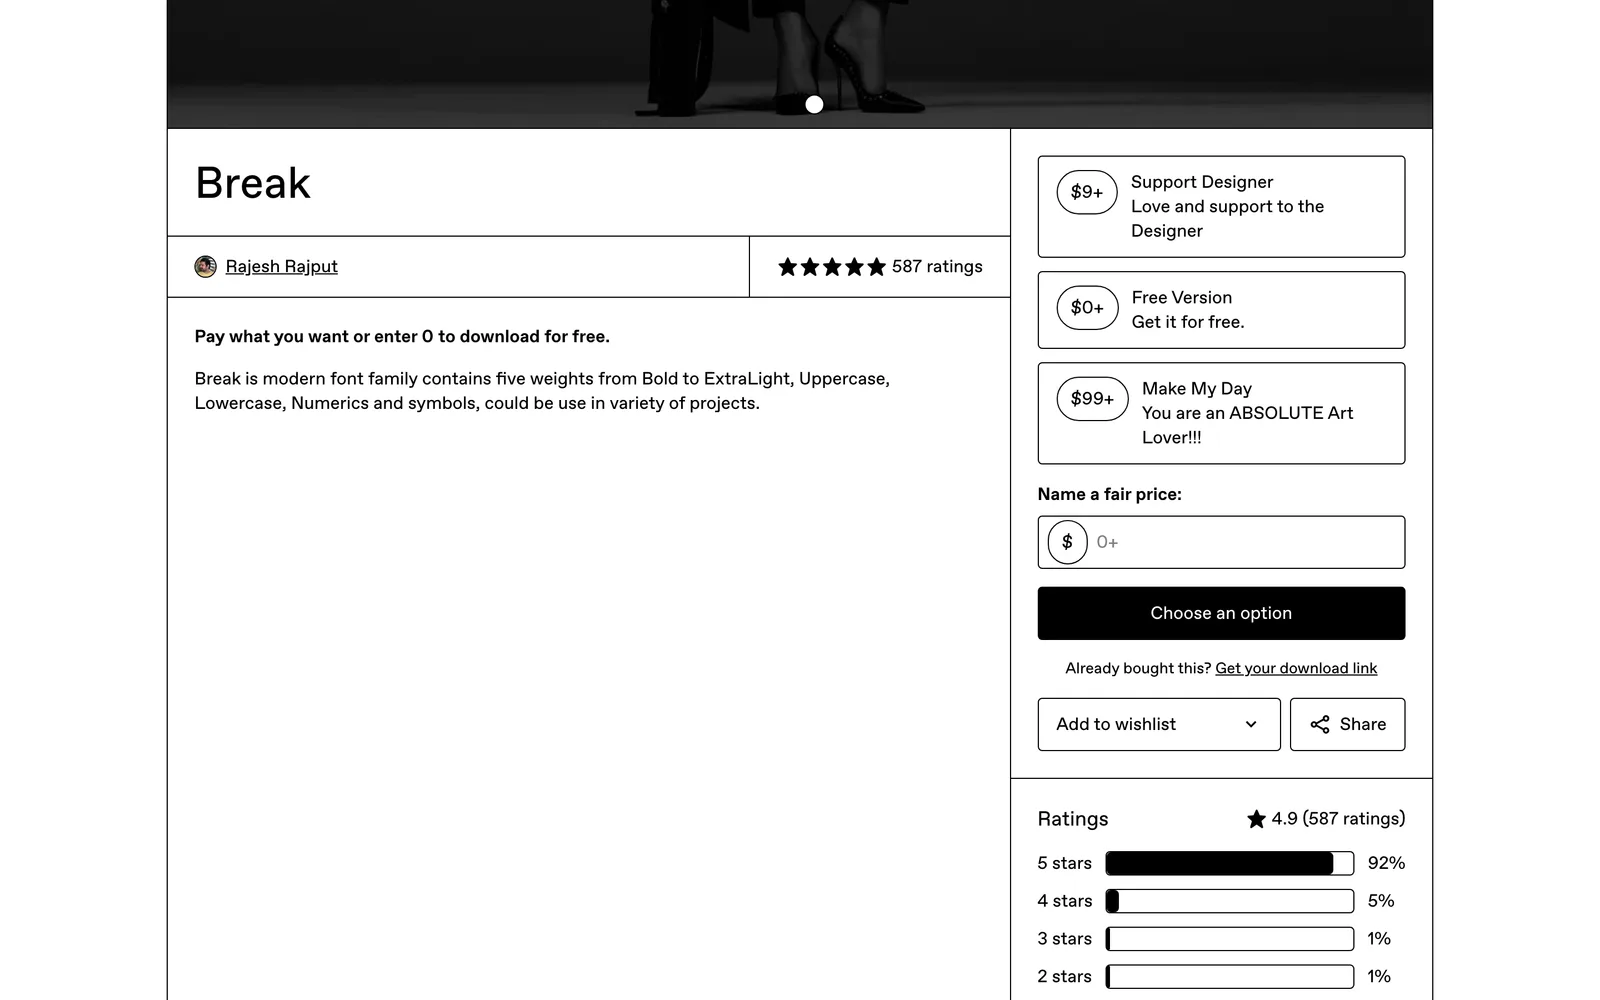 Break
Rajesh Rajput
587 ratings
Pay what you want or enter 0 to download for free.
Break is modern font family contains five weights from Bold to ExtraLight, Uppercase,
Lowercase, Numerics and symbols, could be use in variety of projects.
$9+
Support Designer
Love and support to the
Designer
$0+
Free Version
Get it for free.
$99+
Make My Day
You are an ABSOLUTE Art
Lover!!!
Name a fair price:
$ 0+
Choose an option
Already bought this? Get your download link
Add to wishlist
Share
Ratings
4.9 (587 ratings)
5 stars 92%
4 stars 5%
3 stars 1%
2 stars 1%